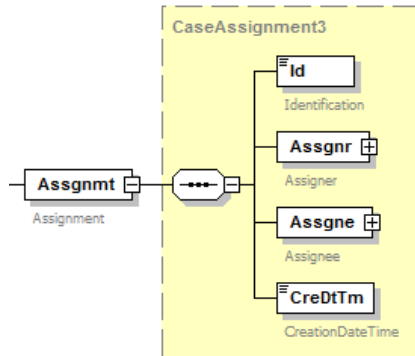 CaseAssignment3
Id
Identification
Assgnr
Assigner
Assgnmt
Assignment
Assgne
Assignee
CreDtTm
CreationDateTime